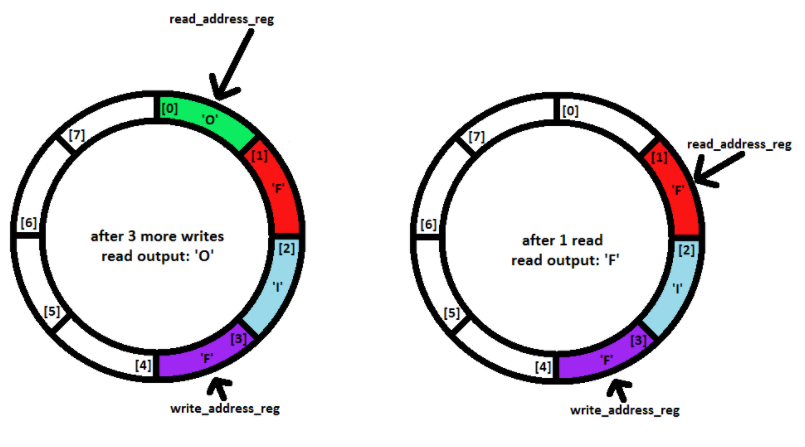 read_address_reg
[0]
'O'
[7]
[1]
'F'
[6]
[2]
after 3 more writes
read output: 'O'
'I'
[5]
[3]
[4]
'F'
write_address_reg
[0]
[7]
read_address_reg
[1]
'F'
[6]
[2]
after 1 read
read output: 'F'
'I'
[5]
[3]
[4]
'F'
write_address_reg